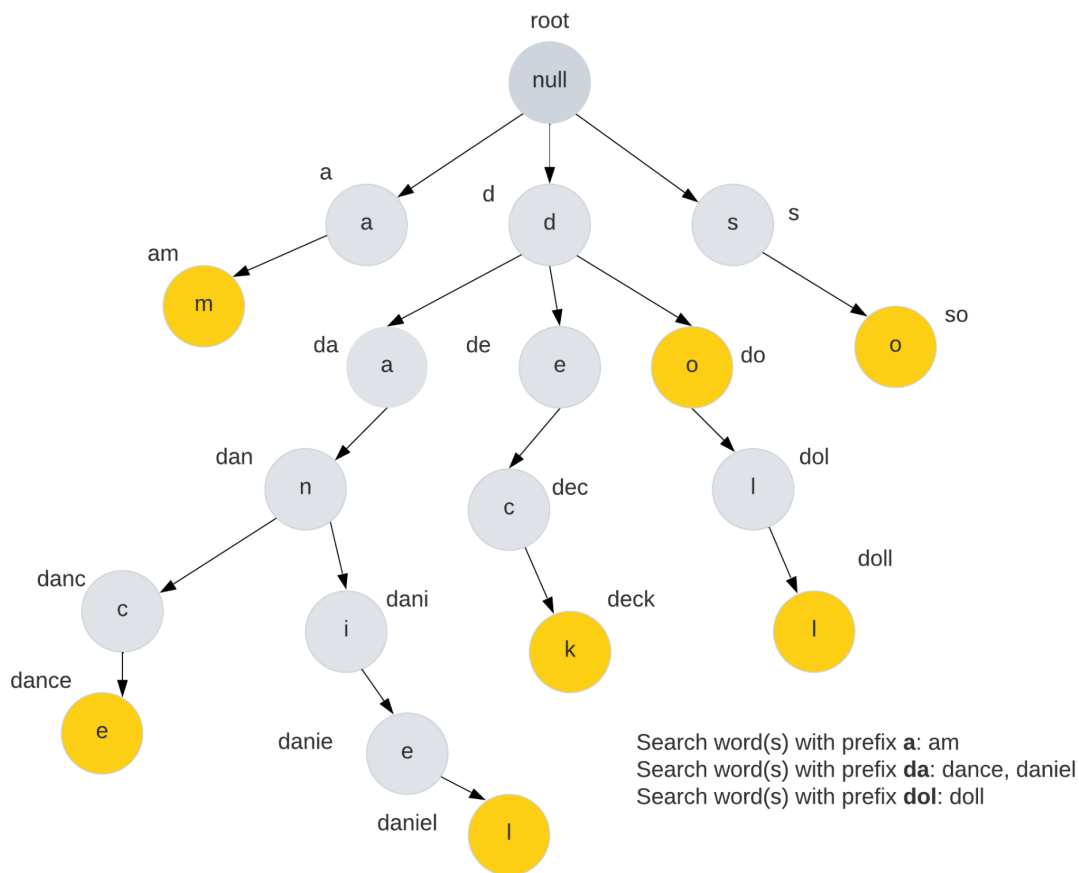 root
null
a
a
d
d
s
s
am
m
da
a
de
e
o
do
o
so
dan
n
c
dec
l
dol
danc
c
i
dani
k
deck
l
doll
dance
e
danie
e
daniel
l
Search word(s) with prefix a: am
Search word(s) with prefix da: dance, daniel
Search word(s) with prefix dol: doll